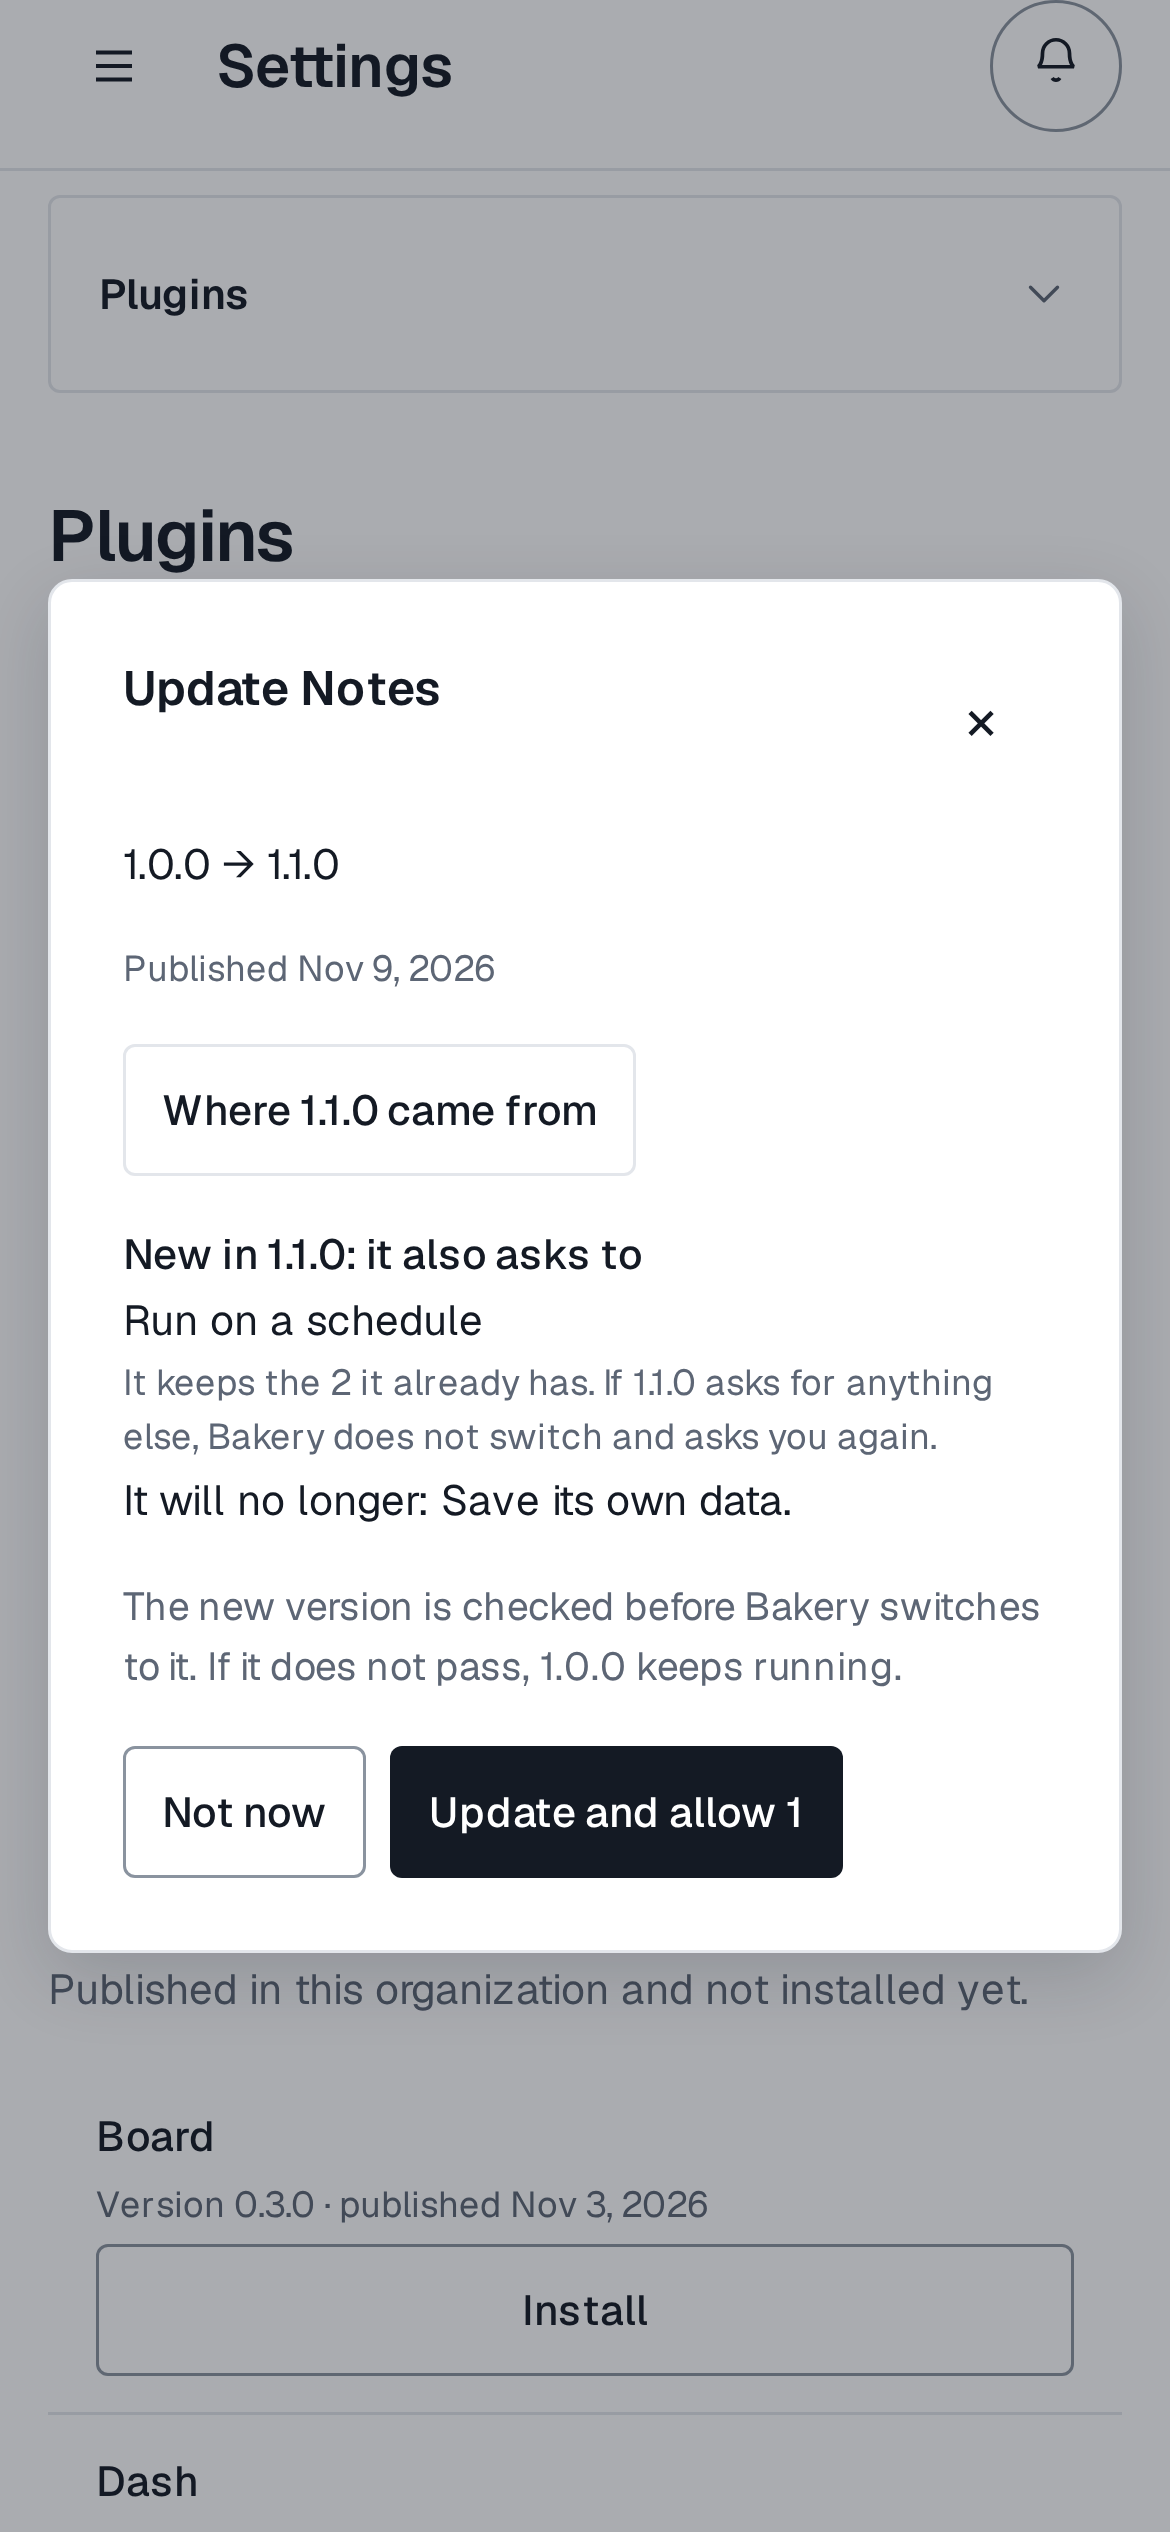 Settings
Plugins
Plugins
Update Notes
1.0.0 → 1.1.0
Published Nov 9, 2026
Where 1.1.0 came from
New in 1.1.0: it also asks to
Run on a schedule
It keeps the 2 it already has. If 1.1.0 asks for anything
else, Bakery does not switch and asks you again.
It will no longer: Save its own data.
The new version is checked before Bakery switches
to it. If it does not pass, 1.0.0 keeps running.
Not now
Update and allow 1
Published in this organization and not installed yet.
Board
Version 0.3.0 · published Nov 3, 2026
Install
Dash